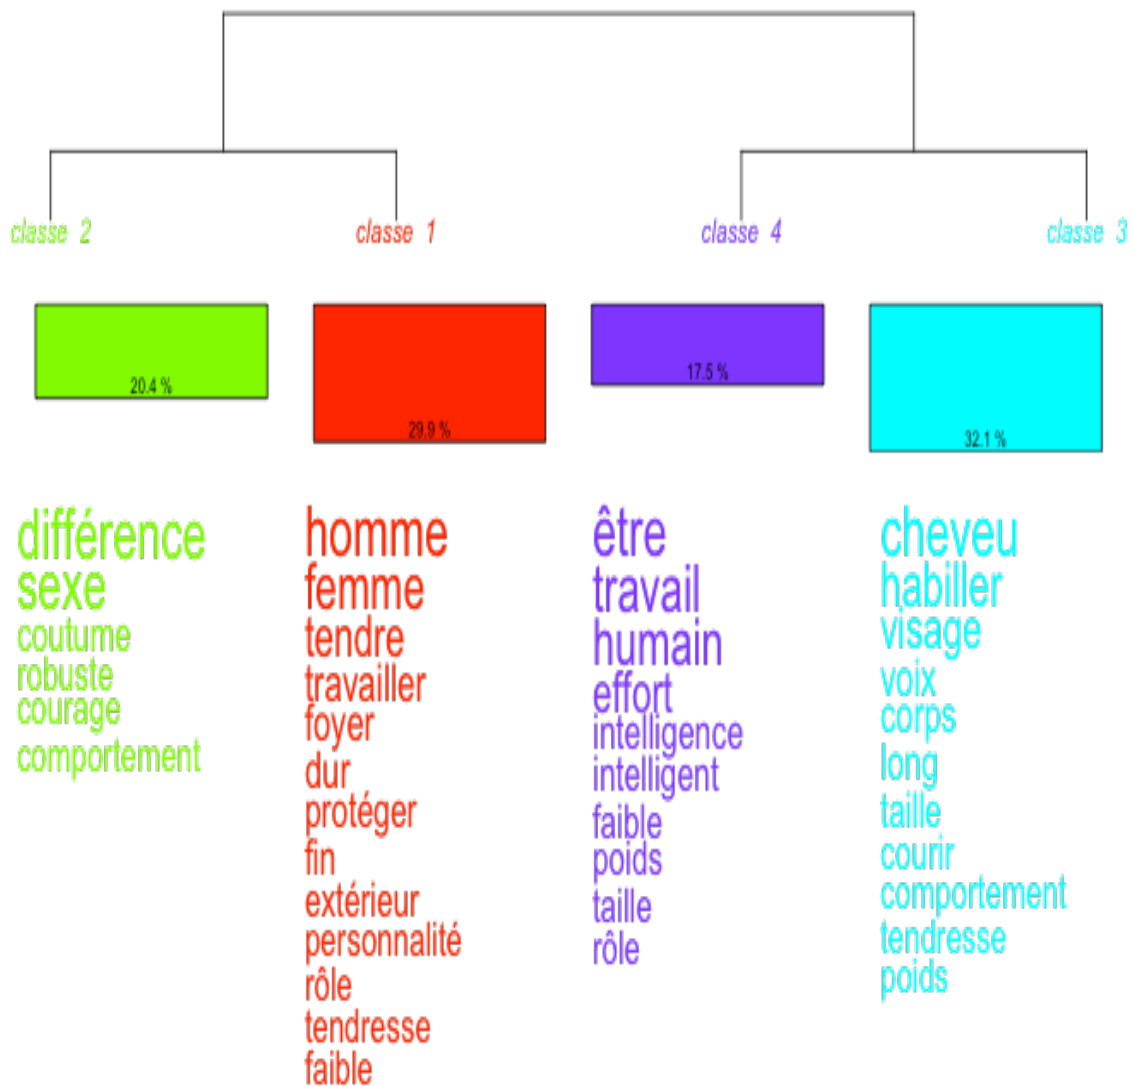 classe 2
classe 1
classe 4
classe 3
20.4 %
29.9 %
17.5 %
32.1 %
différence
sexe
coutume
robuste
courage
comportement
homme
femme
tendre
travailler
foyer
dur
protéger
fin
extérieur
personnalité
rôle
tendresse
faible
être
travail
humain
effort
intelligence
intelligent
faible
poids
taille
rôle
cheveu
habiller
visage
voix
corps
long
taille
courir
comportement
tendresse
poids